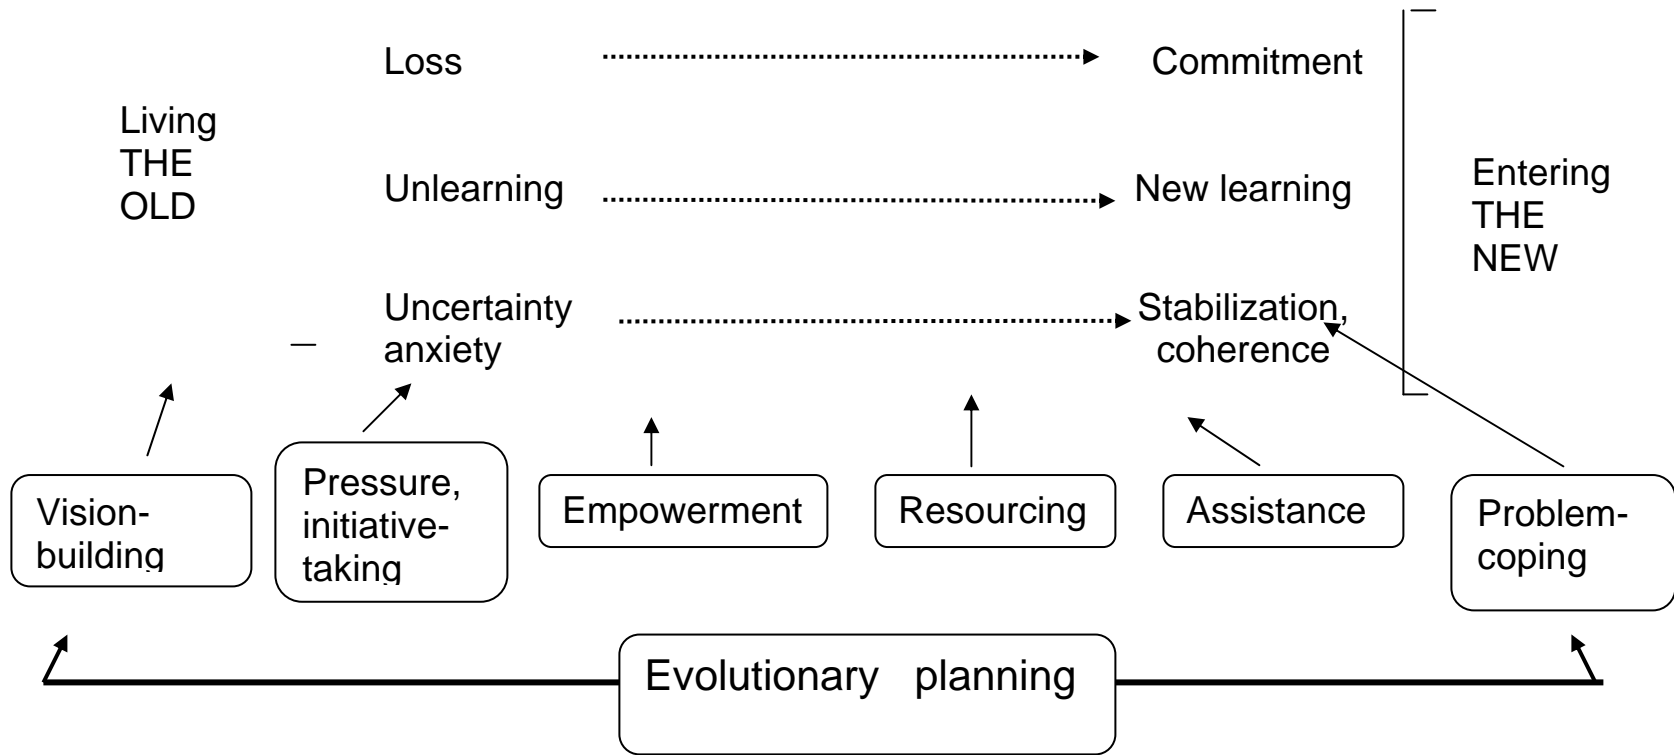 Loss
Commitment
Living
THE
OLD
Unlearning
New learning
Entering
THE
NEW
Uncertainty
anxiety
Stabilization,
coherence
Vision-
building
Pressure,
initiative-
taking
Empowerment
Resourcing
Assistance
Problem-
coping
Evolutionary planning